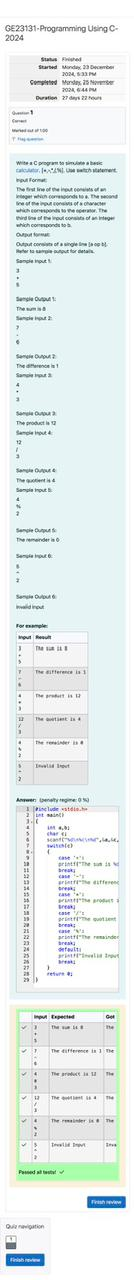 GE23131-Programming Using C-
2024
Status Finished
Started Monday, 23 December
2024, 5:33 PM
Completed Monday, 25 November
2024, 6:44 PM
Duration 27 days 22 hours
Question 1
Correct
Marked out of 1.00
Flag question
Write a C program to simulate a basic
calculator. [+,-,*,/,%]. Use switch statement.
Input Format:
The first line of the input consists of an
integer which corresponds to a. The second
line of the input consists of a character
which corresponds to the operator. The
third line of the input consists of an integer
which corresponds to b.
Output format:
Output consists of a single line [a op b].
Refer to sample output for details.
Sample Input 1:
3
+
5
Sample Output 1:
The sum is 8
Sample Input 2:
7
-
6
Sample Output 2:
The difference is 1
Sample Input 3:
4
*
3
Sample Output 3:
The product is 12
Sample Input 4:
12
/
3
Sample Output 4:
The quotient is 4
Sample Input 5:
4
%
2
Sample Output 5:
The remainder is 0
Sample Input 6:
5
^
2
Sample Output 6:
Invalid Input
For example:
Input Result
3 The sum is 8
+
5
7 The difference is 1
-
6
4 The product is 12
*
3
12 The quotient is 4
/
3
4 The remainder is 0
%
2
5 Invalid Input
^
2
Answer: (penalty regime: 0 %)
1 #include <stdio.h>
2 int main()
3 {
4 int a,b;
5 char c;
6 scanf("%d\n%c\n%d",&a,&c,
7 switch(c)
8 {
9 case '+':
10 printf("The sum is %d
11 break;
12 case '-':
13 printf("The differenc
14 break;
15 case '*':
16 printf("The product i
17 break;
18 case '/':
19 printf("The quotient
20 break;
21 case '%':
22 printf("The remainder
23 break;
24 default:
25 printf("Invalid Input
26 break;
27 }
28 return 0;
29 }
Input Expected Got
3 The sum is 8 The
+
5
7 The difference is 1 The
-
6
4 The product is 12 The
*
3
12 The quotient is 4 The
/
3
4 The remainder is 0 The
%
2
5 Invalid Input Inva
^
2
Passed all tests!
Finish review
Quiz navigation
1
Finish review